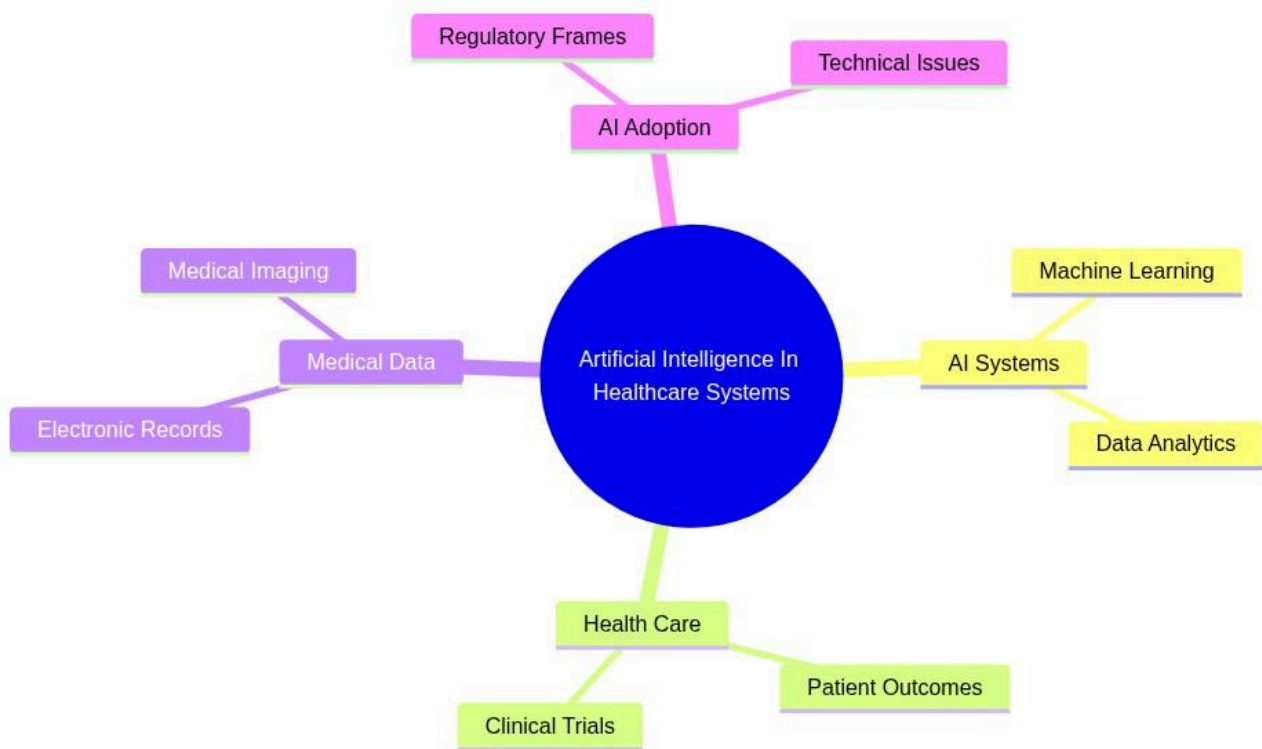 Regulatory Frames
Technical Issues
AI Adoption
Medical Imaging
Machine Learning
Medical Data
Artificial Intelligence In
Healthcare Systems
AI Systems
Electronic Records
Data Analytics
Health Care
Patient Outcomes
Clinical Trials